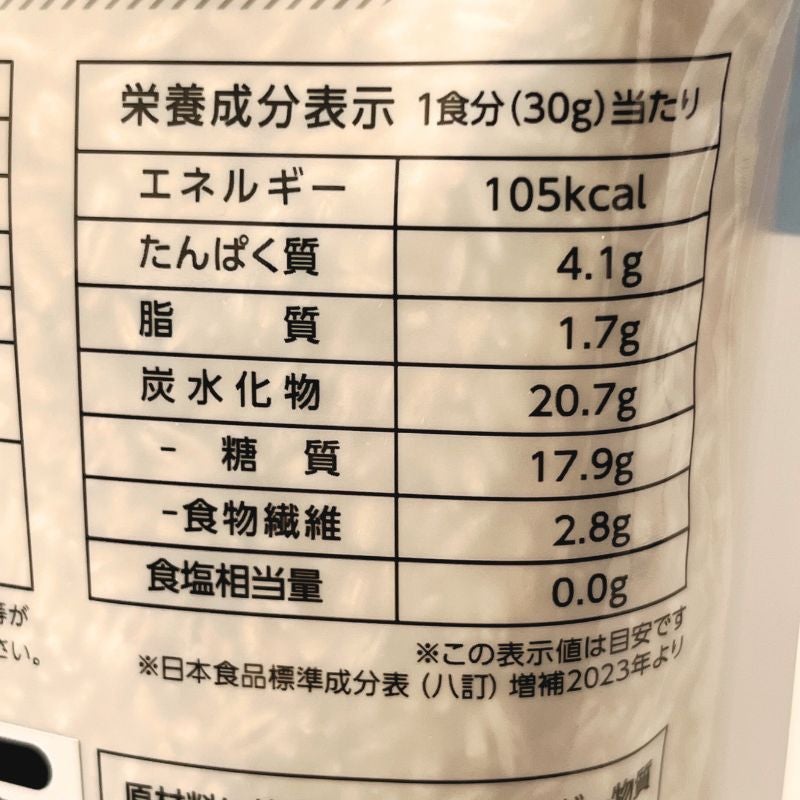 栄養成分表示 1食分(30g)当たり
エネルギー 105kcal
たんぱく質 4.1g
脂質 1.7g
炭水化物 20.7g
-糖質 17.9g
-食物繊維 2.8g
食塩相当量 0.0g
等が
さい。
※この表示値は目安です
※日本食品標準成分表(八訂)増補2023年より